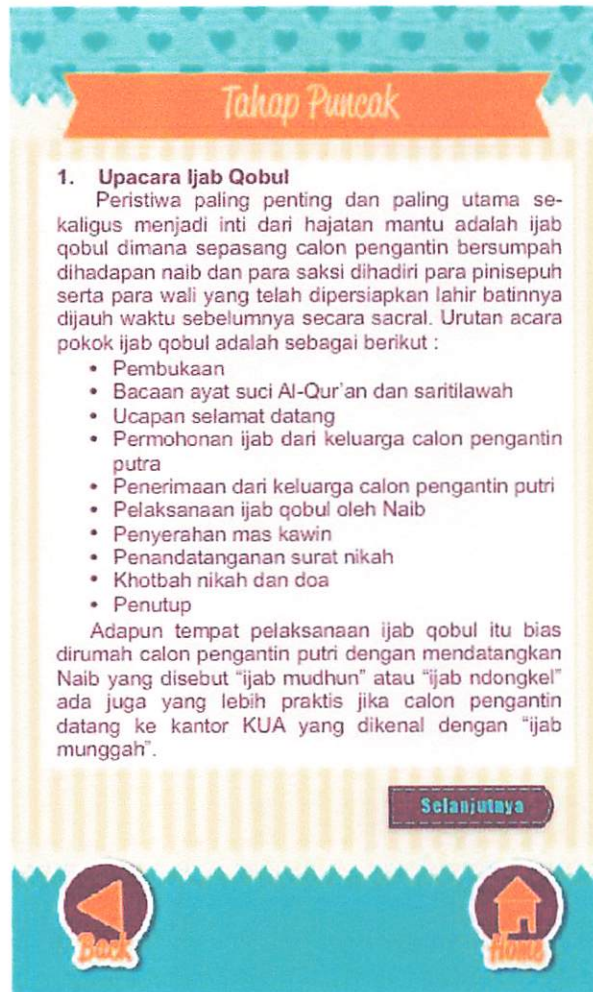 Tahap Puncak
1. Upacara Ijab Qobul
Peristiwa paling penting dan paling utama se-
kaligus menjadi inti dari hajatan mantu adalah ijab
qobul dimana sepasang calon pengantin bersumpah
dihadapan naib dan para saksi dihadiri para pinisepuh
serta para wali yang telah dipersiapkan lahir batinnya
dijauh waktu sebelumnya secara sacral. Urutan acara
pokok ijab qobul adalah sebagai berikut :
• Pembukaan
• Bacaan ayat suci Al-Qur'an dan saritilawah
• Ucapan selamat datang
• Permohonan ijab dari keluarga calon pengantin
putra
• Penerimaan dari keluarga calon pengantin putri
• Pelaksanaan ijab qobul oleh Naib
• Penyerahan mas kawin
• Penandatanganan surat nikah
• Khotbah nikah dan doa
• Penutup
Adapun tempat pelaksanaan ijab qobul itu bias
dirumah calon pengantin putri dengan mendatangkan
Naib yang disebut “ijab mudhun” atau “ijab ndongkel”
ada juga yang lebih praktis jika calon pengantin
datang ke kantor KUA yang dikenal dengan “ijab
munggah”.
Selanjutnya
Back
Home